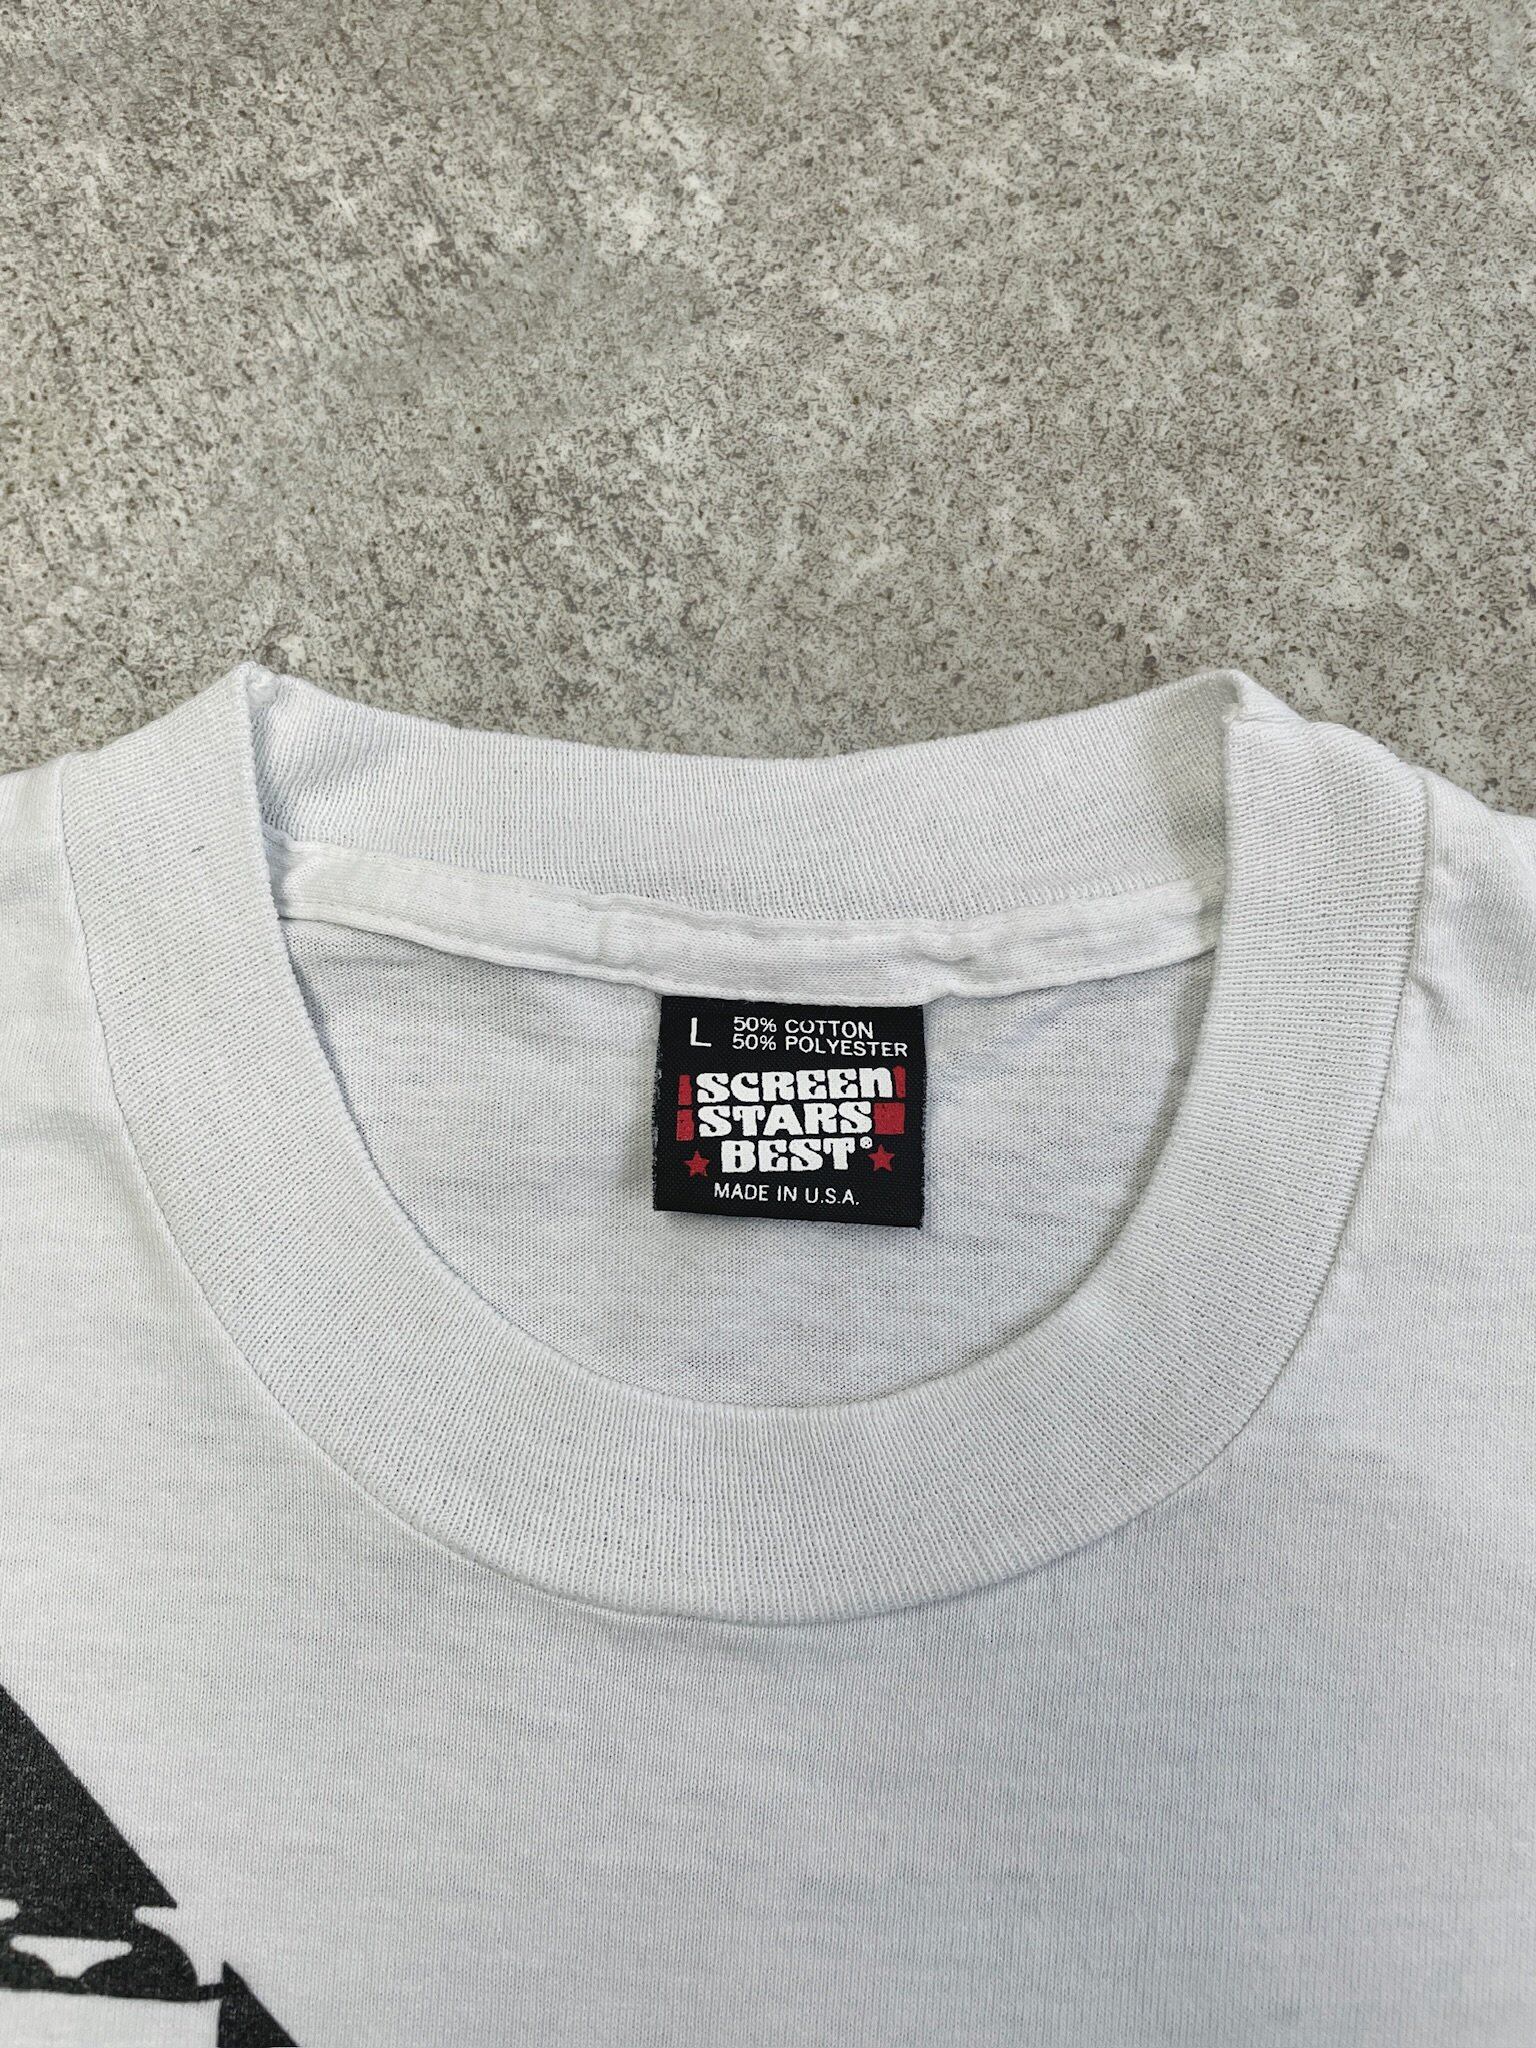 L 50% COTTON
50% POLYESTER
SCREEN
STARS
BEST®
MADE IN U.S.A.